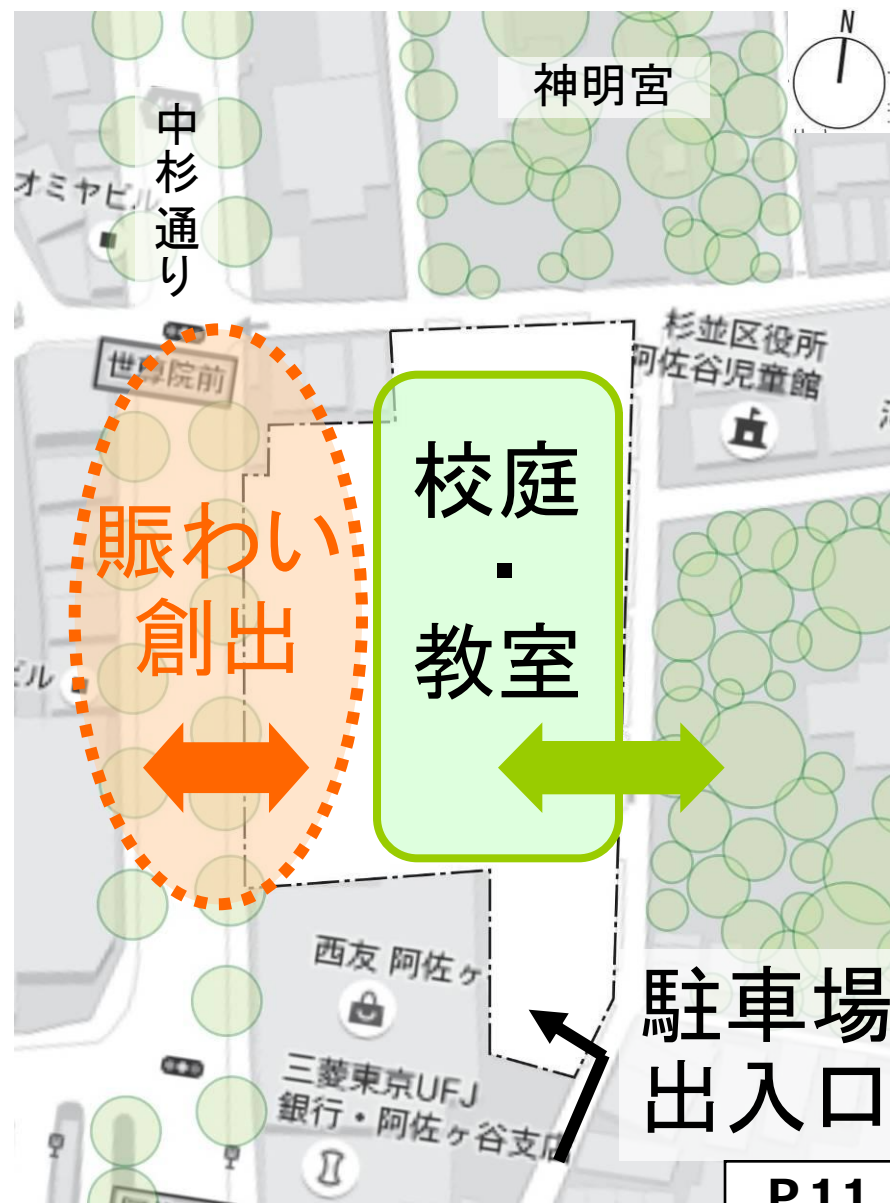 N
神明宮
中杉通り
オミヤビル
杉並区役所
阿佐谷児童館
世尊院前
校庭
・
教室
賑わい
創出
ビル
西友 阿佐ヶ
駐車場
出入口
三菱東京UFJ
銀行・阿佐ヶ谷支店
P.11